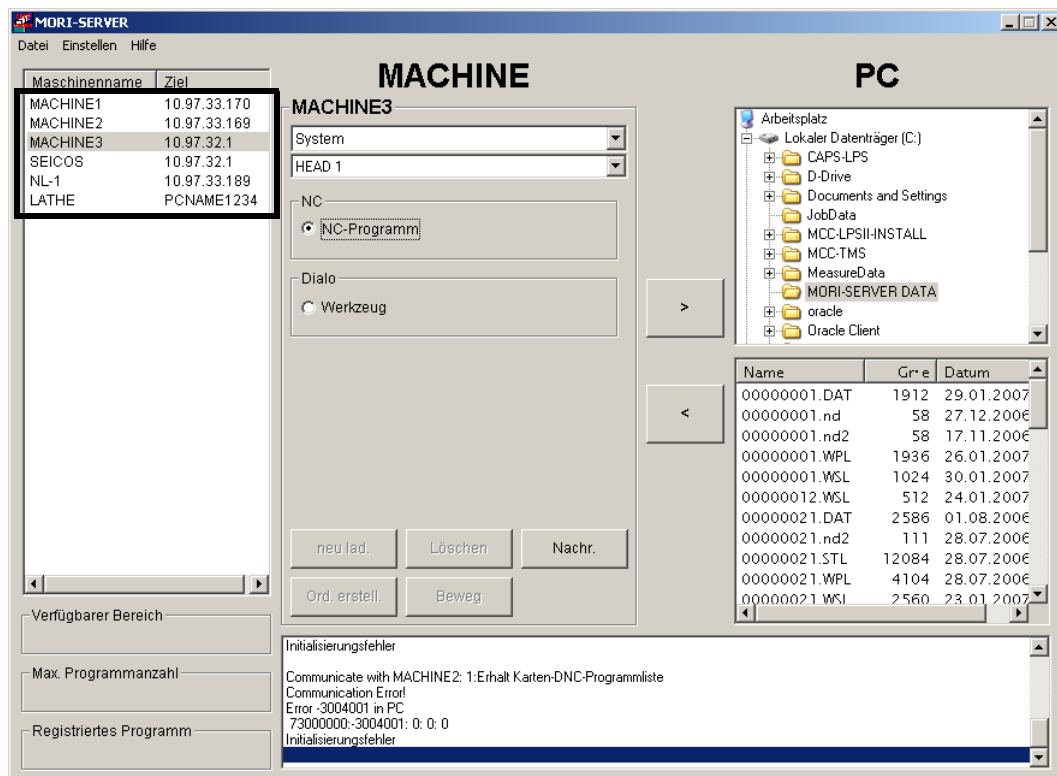 MORI-SERVER
Datei Einstellen Hilfe
Maschinenname Ziel
MACHINE1 10.97.33.170
MACHINE2 10.97.33.169
MACHINE3 10.97.32.1
SEICOS 10.97.32.1
NL-1 10.97.33.189
LATHE PCNAME1234
Verfügbarer Bereich
Max. Programmanzahl
Registriertes Programm
MACHINE
MACHINE3
System
HEAD 1
NC
NC-Programm
Dialo
Werkzeug
neu lad. Löschen Nachr.
Ord. erstell. Beweg
>
<
PC
Arbeitsplatz
Lokaler Datenträger (C:)
CAPS-LPS
D-Drive
Documents and Settings
JobData
MCC-LPSII-INSTALL
MCC-TMS
MeasureData
MORI-SERVER DATA
oracle
Oracle Client
Name Gr·e Datum
00000001.DAT 1912 29.01.2007
00000001.nd 58 27.12.2006
00000001.nd2 58 17.11.2006
00000001.WPL 1936 26.01.2007
00000001.WSL 1024 30.01.2007
00000012.WSL 512 24.01.2007
00000021.DAT 2586 01.08.2006
00000021.nd2 111 28.07.2006
00000021.STL 12084 28.07.2006
00000021.WPL 4104 28.07.2006
00000021.WSL 2560 23.01.2007
Initialisierungsfehler
Communicate with MACHINE2: 1:Erhalt Karten-DNC-Programmliste
Communication Error!
Error -3004001 in PC
73000000:-3004001: 0: 0: 0
Initialisierungsfehler